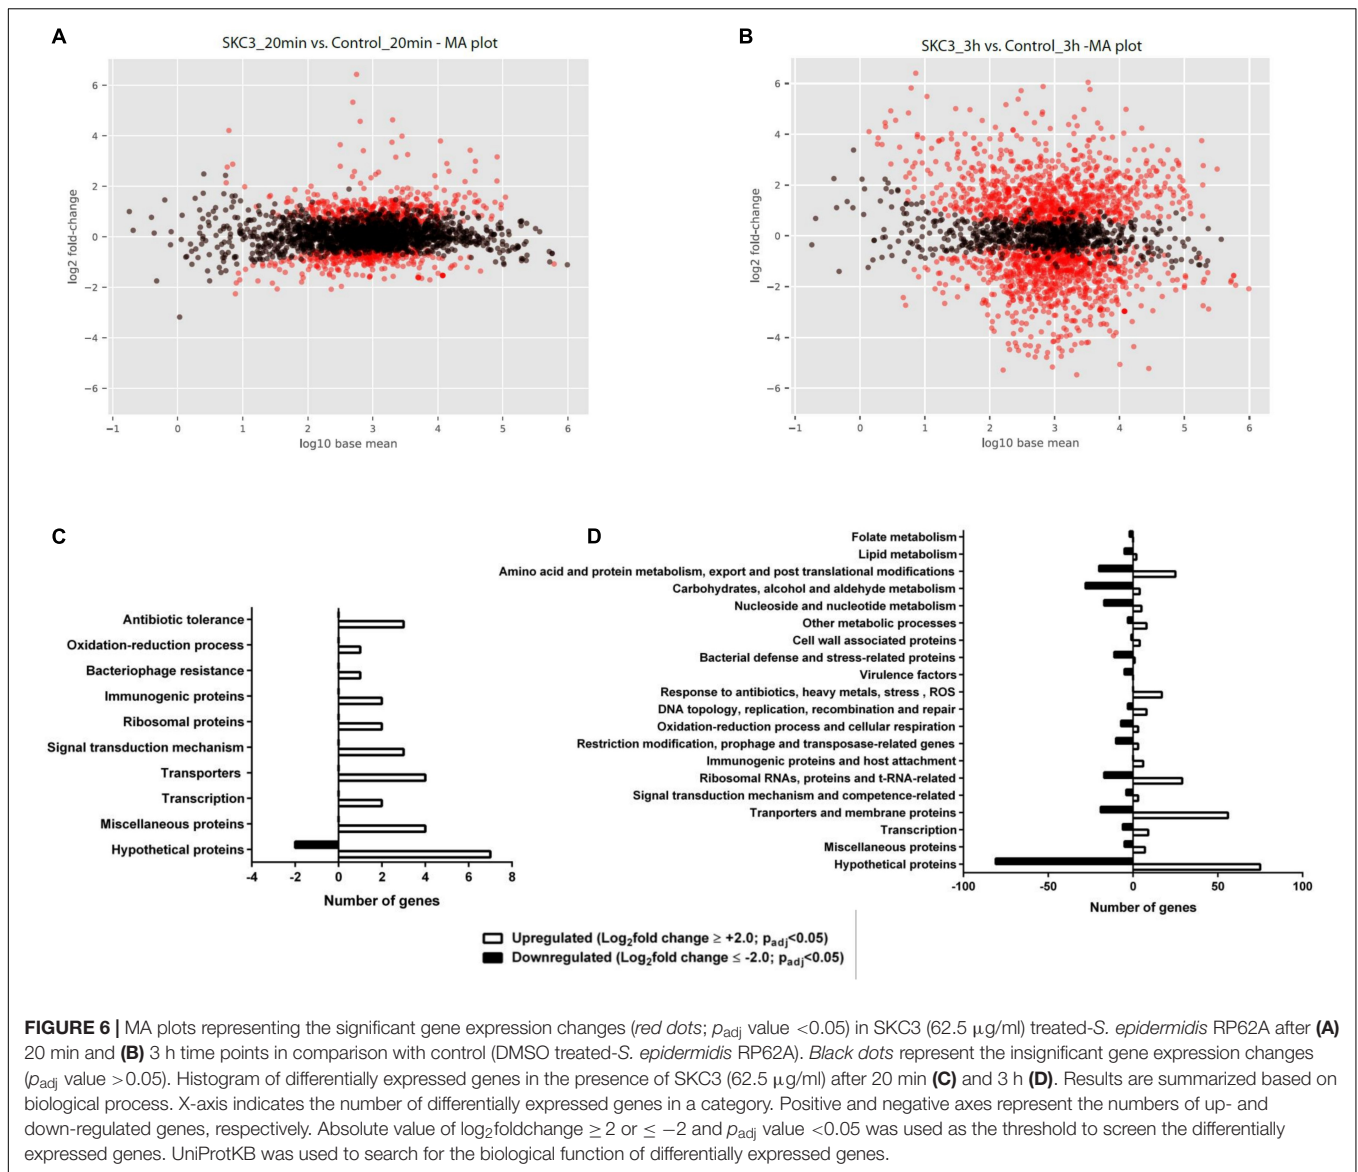 A
SKC3_20min vs. Control_20min - MA plot
log2 fold-change
6
4
2
0
−2
−4
−6
−1 0 1 2 3 4 5 6
log10 base mean
B
SKC3_3h vs. Control_3h -MA plot
log2 fold-change
6
4
2
0
−2
−4
−6
−1 0 1 2 3 4 5 6
log10 base mean
C
Antibiotic tolerance
Oxidation-reduction process
Bacteriophage resistance
Immunogenic proteins
Ribosomal proteins
Signal transduction mechanism
Transporters
Transcription
Miscellaneous proteins
Hypothetical proteins
-4 -2 0 2 4 6 8
Number of genes
D
Folate metabolism
Lipid metabolism
Amino acid and protein metabolism, export and post translational modifications
Carbohydrates, alcohol and aldehyde metabolism
Nucleoside and nucleotide metabolism
Other metabolic processes
Cell wall associated proteins
Bacterial defense and stress-related proteins
Virulence factors
Response to antibiotics, heavy metals, stress , ROS
DNA topology, replication, recombination and repair
Oxidation-reduction process and cellular respiration
Restriction modification, prophage and transposase-related genes
Immunogenic proteins and host attachment
Ribosomal RNAs, proteins and t-RNA-related
Signal transduction mechanism and competence-related
Tranporters and membrane proteins
Transcription
Miscellaneous proteins
Hypothetical proteins
-100 -50 0 50 100
Number of genes
Upregulated (Log2fold change ≥ +2.0; padj<0.05)
Downregulated (Log2fold change ≤ -2.0; padj<0.05)
FIGURE 6 | MA plots representing the significant gene expression changes (red dots; padj value <0.05) in SKC3 (62.5 μg/ml) treated-S. epidermidis RP62A after (A)
20 min and (B) 3 h time points in comparison with control (DMSO treated-S. epidermidis RP62A). Black dots represent the insignificant gene expression changes
(padj value >0.05). Histogram of differentially expressed genes in the presence of SKC3 (62.5 μg/ml) after 20 min (C) and 3 h (D). Results are summarized based on
biological process. X-axis indicates the number of differentially expressed genes in a category. Positive and negative axes represent the numbers of up- and
down-regulated genes, respectively. Absolute value of log2foldchange ≥ 2 or ≤ −2 and padj value <0.05 was used as the threshold to screen the differentially
expressed genes. UniProtKB was used to search for the biological function of differentially expressed genes.